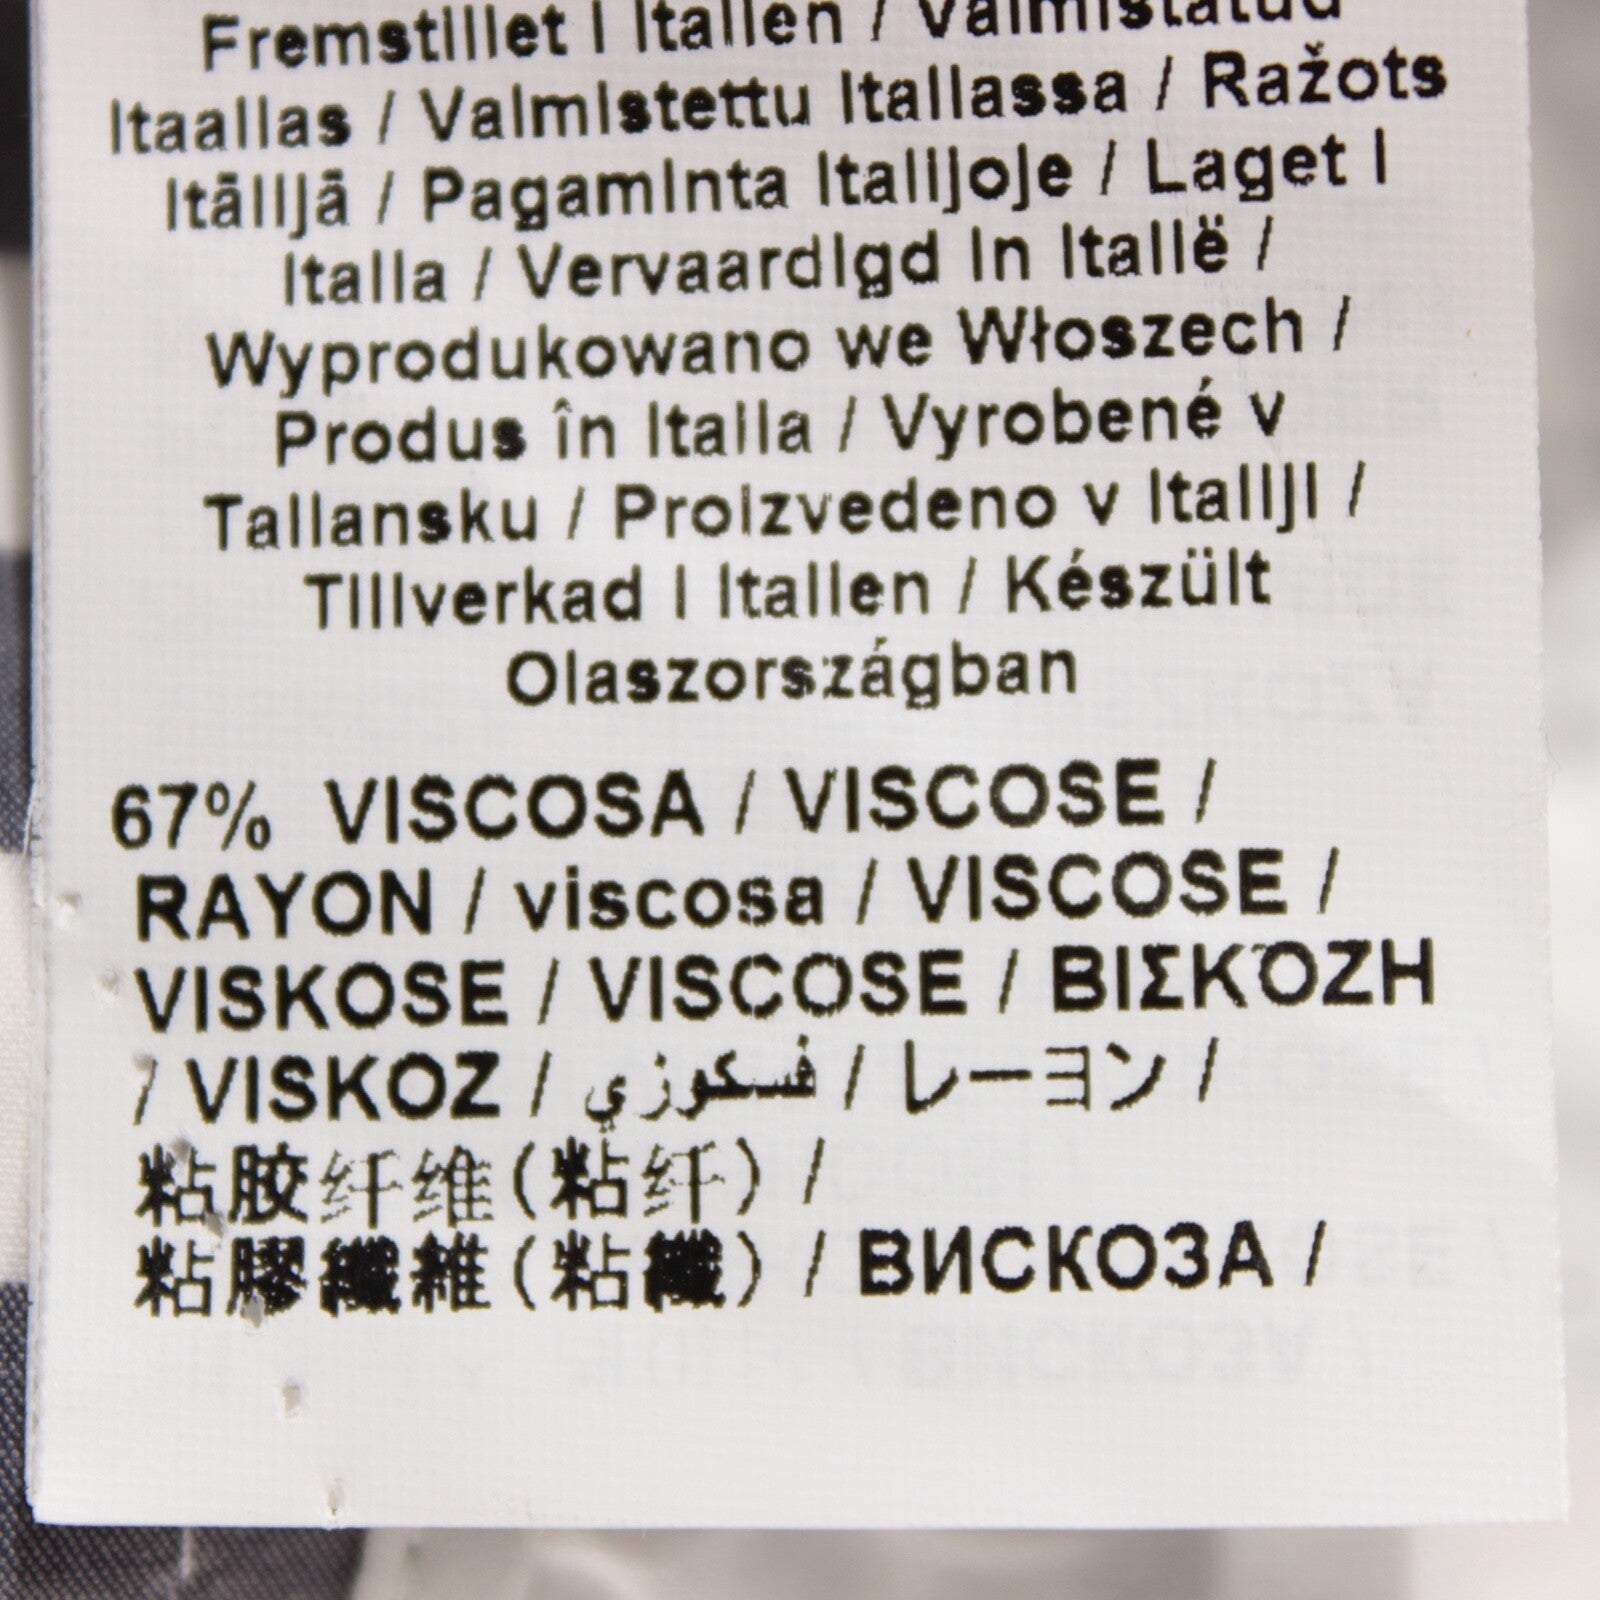 Fremstillet i Italien / Valmistatud
Itaalias / Valmistettu Italiassa / Ražots
Itālijā / Pagaminta Italijoje / Laget i
Italia / Vervaardigd in Italië /
Wyprodukowano we Włoszech /
Produs în Italia / Vyrobené v
Taliansku / Proizvedeno v Italiji /
Tillverkad i Italien / Készült
Olaszországban
67% VISCOSA / VISCOSE /
RAYON / viscosa / VISCOSE /
VISKOSE / VISCOSE / ΒΙΣΚΌΖΗ
/ VISKOZ / فسكوزي / レーヨン /
粘胶纤维(粘纤) /
粘膠纖維(粘纖) / ВИСКОЗА /